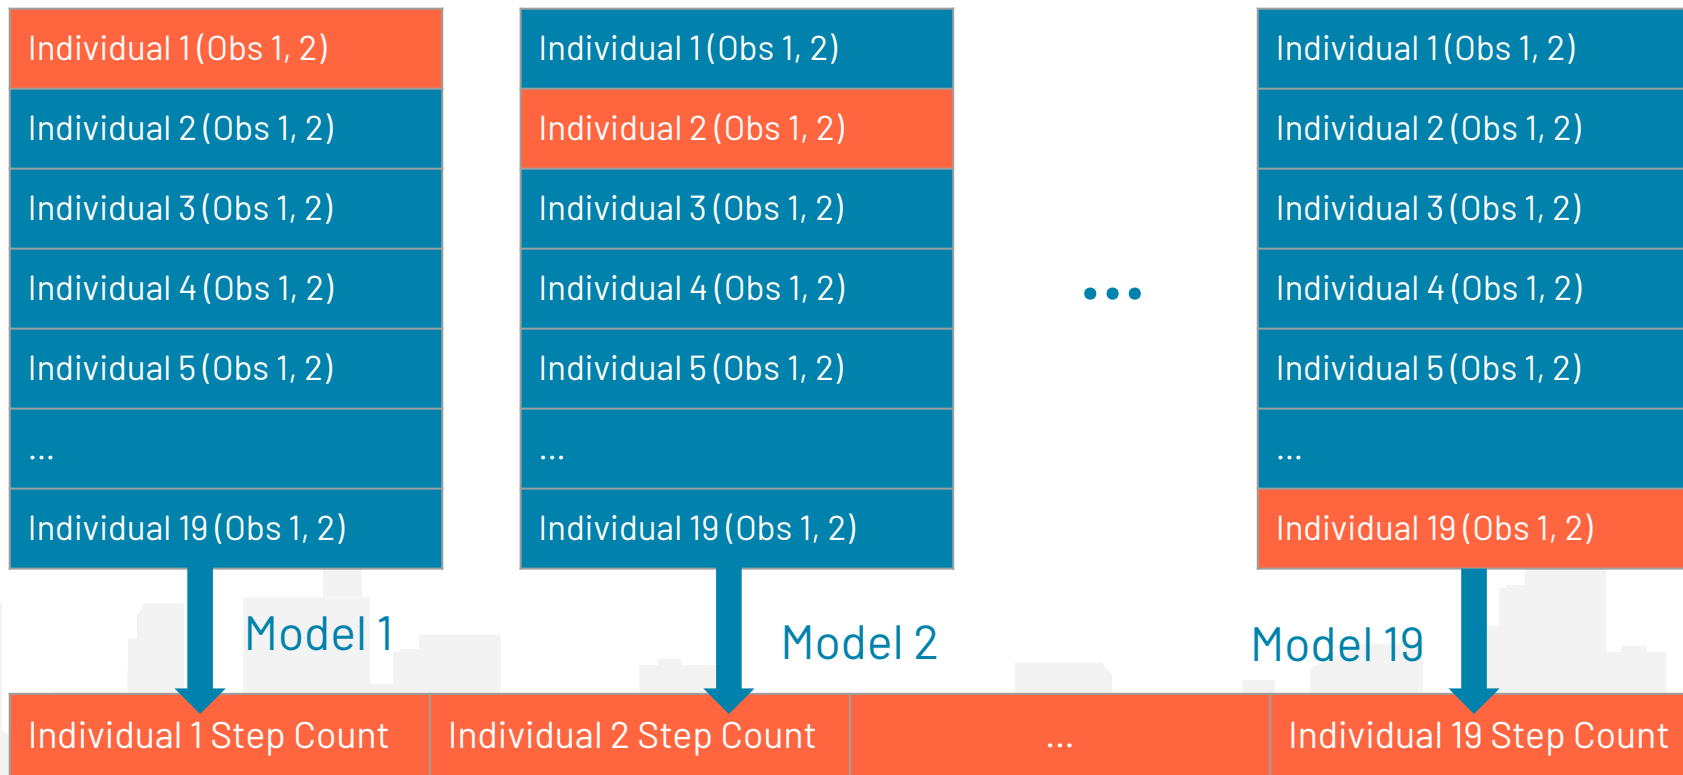 Individual 1 (Obs 1, 2)
Individual 2 (Obs 1, 2)
Individual 3 (Obs 1, 2)
Individual 4 (Obs 1, 2)
Individual 5 (Obs 1, 2)
...
Individual 19 (Obs 1, 2)
Individual 1 (Obs 1, 2)
Individual 2 (Obs 1, 2)
Individual 3 (Obs 1, 2)
Individual 4 (Obs 1, 2)
Individual 5 (Obs 1, 2)
...
Individual 19 (Obs 1, 2)
...
Individual 1 (Obs 1, 2)
Individual 2 (Obs 1, 2)
Individual 3 (Obs 1, 2)
Individual 4 (Obs 1, 2)
Individual 5 (Obs 1, 2)
...
Individual 19 (Obs 1, 2)
Model 1
Model 2
Model 19
Individual 1 Step Count
Individual 2 Step Count
...
Individual 19 Step Count